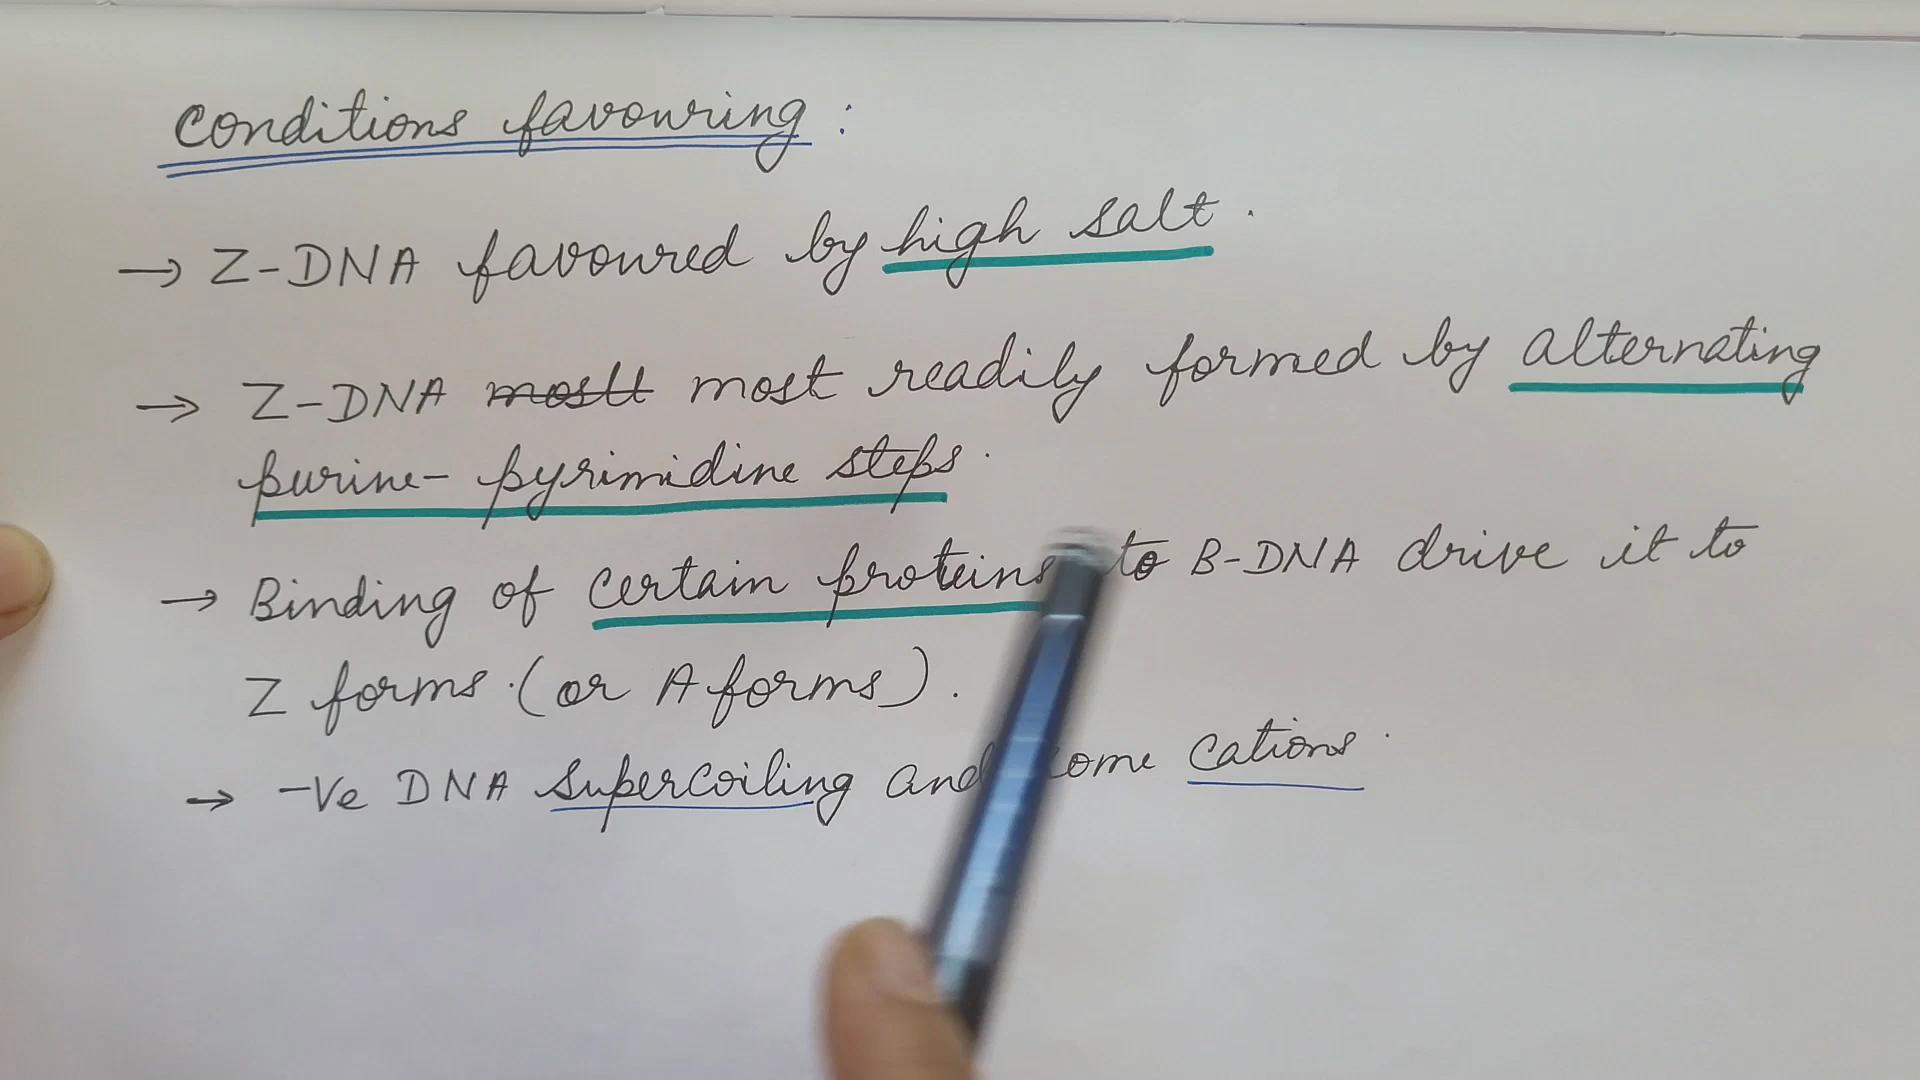 Conditions favouring :
→ Z-DNA favoured by high salt.
→ Z-DNA mostt most readily formed by alternating
purine- pyrimidine steps.
→ Binding of certain proteins to B-DNA drive it to
Z forms. (or A forms).
→ -Ve DNA supercoiling and some cations.